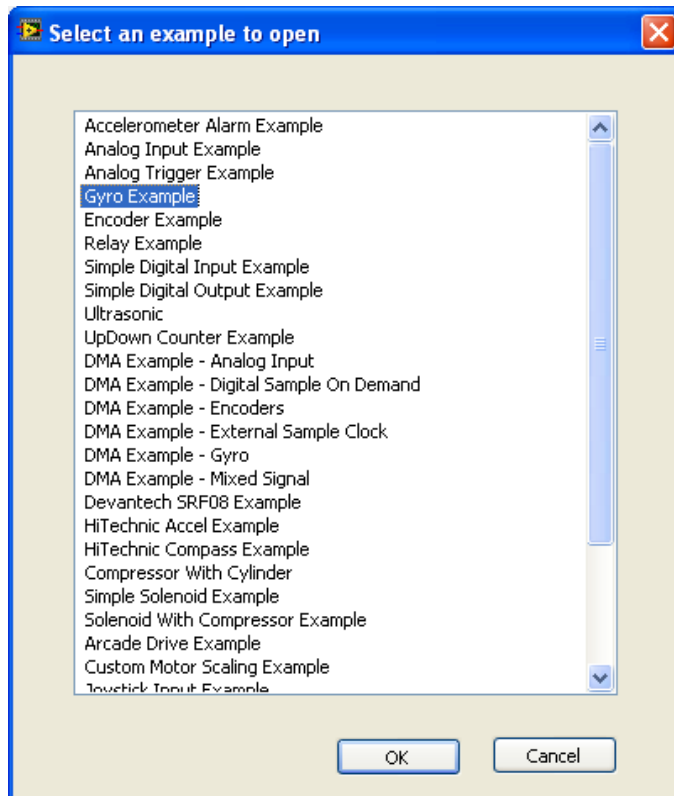 Select an example to open
Accelerometer Alarm Example
Analog Input Example
Analog Trigger Example
Gyro Example
Encoder Example
Relay Example
Simple Digital Input Example
Simple Digital Output Example
Ultrasonic
UpDown Counter Example
DMA Example - Analog Input
DMA Example - Digital Sample On Demand
DMA Example - Encoders
DMA Example - External Sample Clock
DMA Example - Gyro
DMA Example - Mixed Signal
Devantech SRF08 Example
HiTechnic Accel Example
HiTechnic Compass Example
Compressor With Cylinder
Simple Solenoid Example
Solenoid With Compressor Example
Arcade Drive Example
Custom Motor Scaling Example
Joystick Input Example
OK Cancel